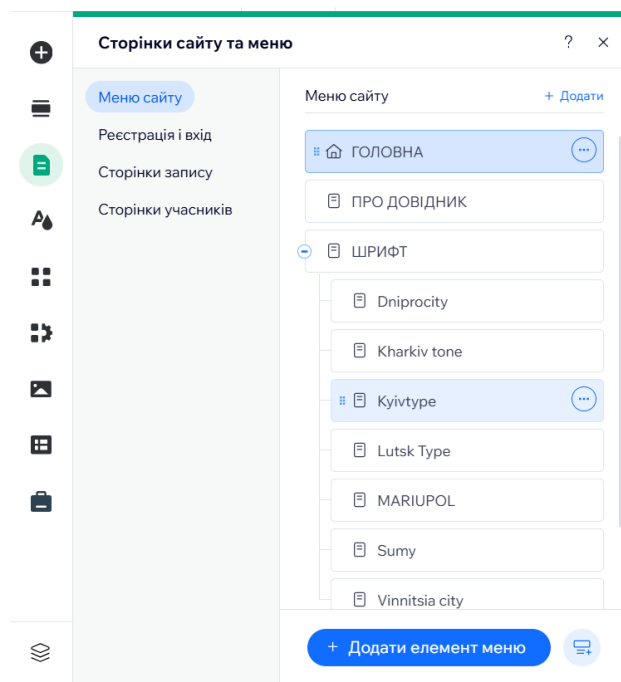 Сторінки сайту та меню
?
Меню сайту
Реєстрація і вхід
Сторінки запису
Сторінки учасників
Меню сайту
+ Додати
ГОЛОВНА
ПРО ДОВІДНИК
ШРИФТ
Dniprocity
Kharkiv tone
Kyivtype
Lutsk Type
MARIUPOL
Sumy
Vinnitsia city
+ Додати елемент меню